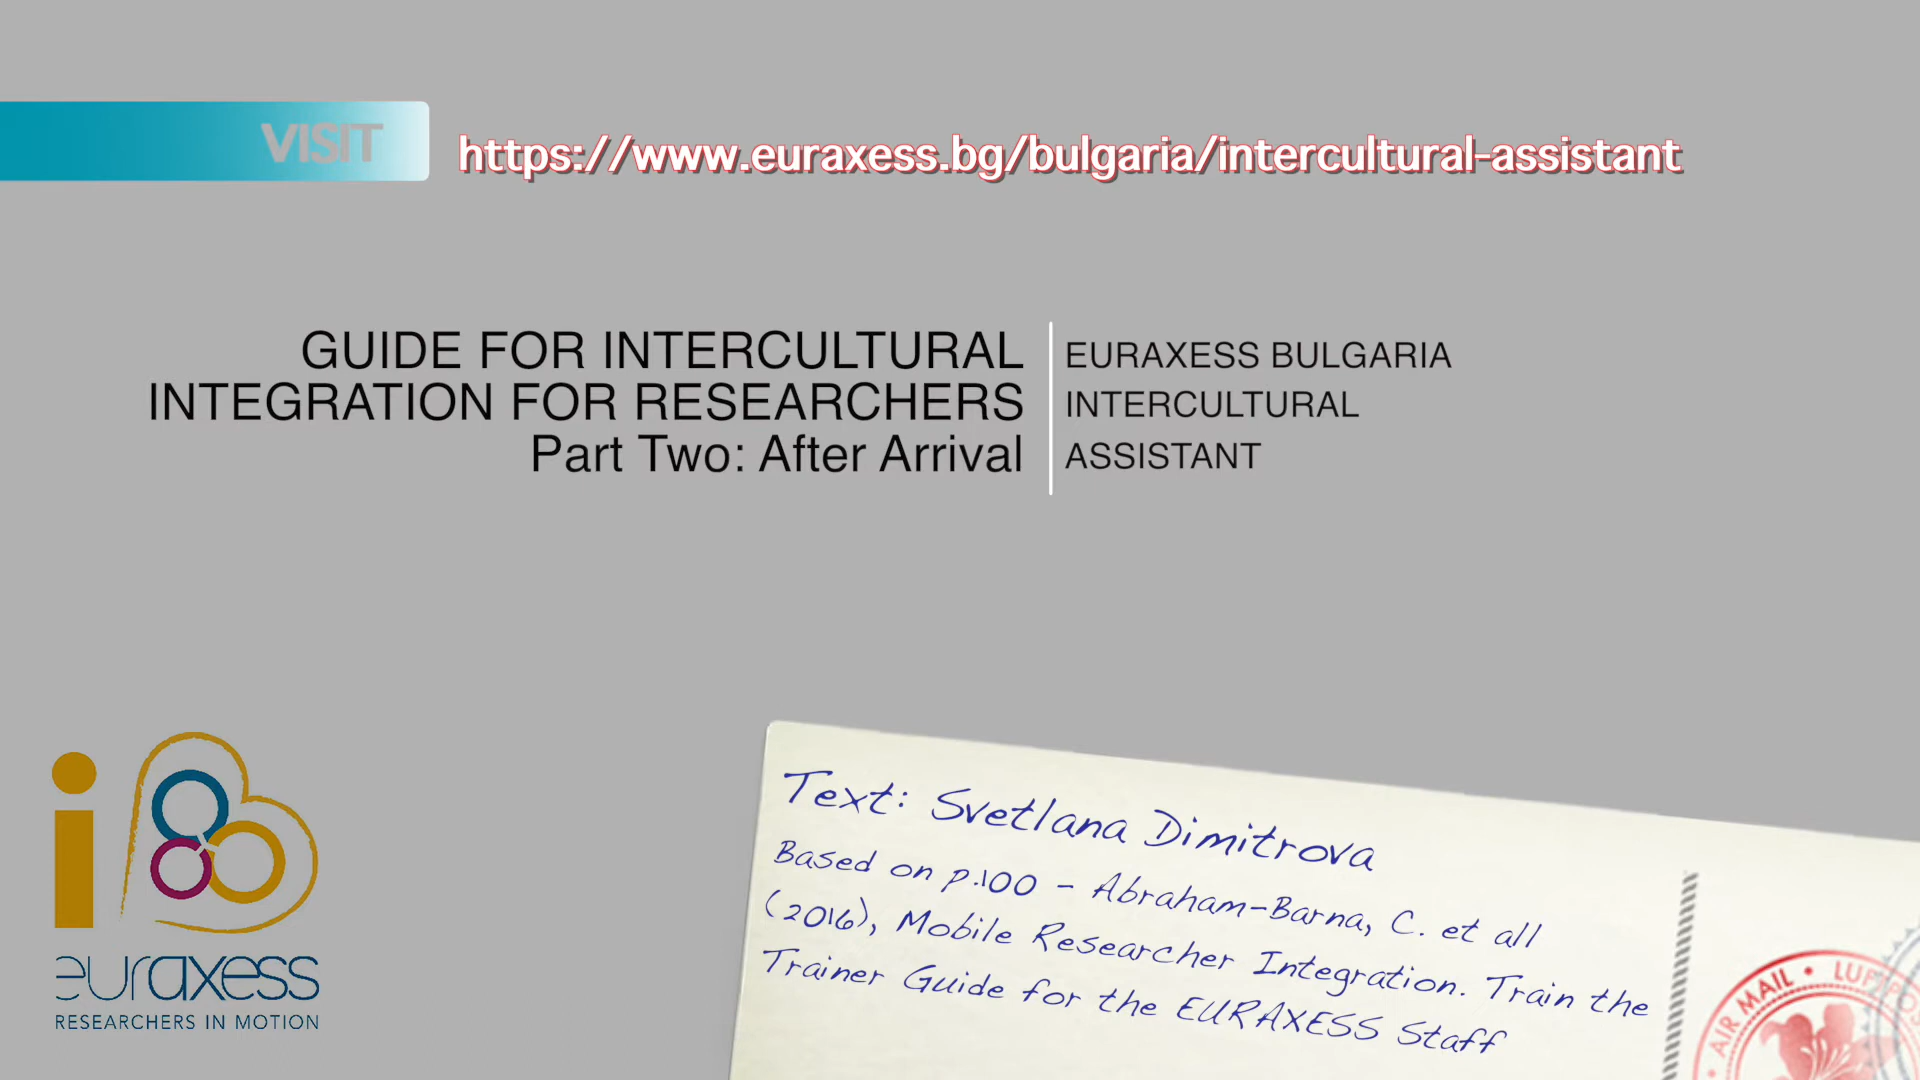 VISIT
https://www.euraxess.bg/bulgaria/intercultural-assistant
GUIDE FOR INTERCULTURAL
INTEGRATION FOR RESEARCHERS
Part Two: After Arrival
EURAXESS BULGARIA
INTERCULTURAL
ASSISTANT
i
euraxess
RESEARCHERS IN MOTION
Text: Svetlana Dimitrova
Based on p.100 - Abraham-Barna, C. et all
(2016), Mobile Researcher Integration. Train the
Trainer Guide for the EURAXESS Staff
AIR MAIL •